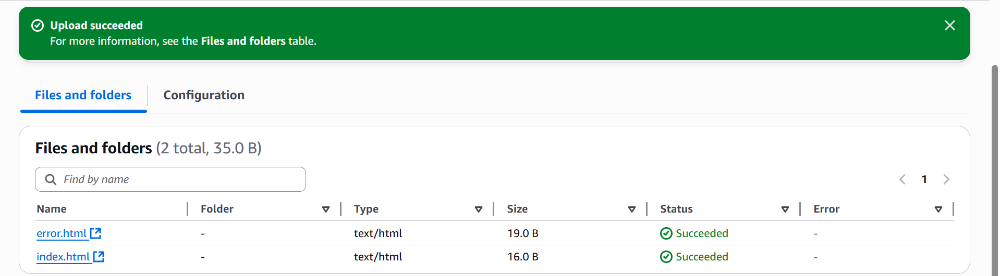 Upload succeeded
For more information, see the Files and folders table.
Files and folders
Configuration
Files and folders (2 total, 35.0 B)
Find by name
1
Name Folder Type Size Status Error
error.html - text/html 19.0 B Succeeded -
index.html - text/html 16.0 B Succeeded -